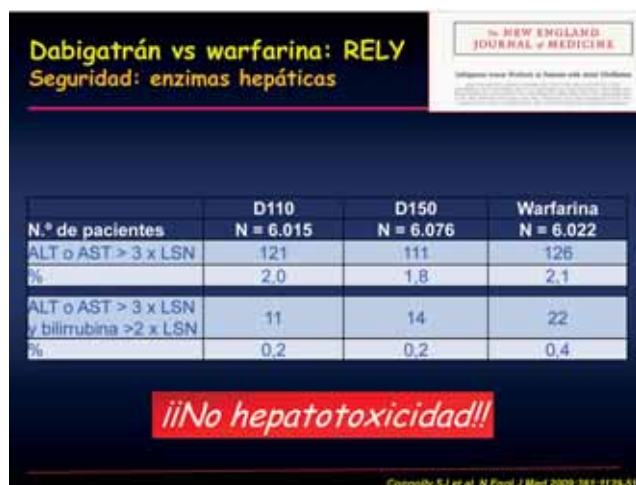 Dabigatrán vs warfarina: RELY
Seguridad: enzimas hepáticas
The NEW ENGLAND
JOURNAL of MEDICINE
D110 D150 Warfarina
N.º de pacientes N = 6.015 N = 6.076 N = 6.022
ALT o AST > 3 x LSN 121 111 126
% 2,0 1,8 2,1
ALT o AST > 3 x LSN
y bilirrubina >2 x LSN 11 14 22
% 0,2 0,2 0,4
¡¡No hepatotoxicidad!!
Connolly SJ et al. N Engl J Med 2009;361:1139-51